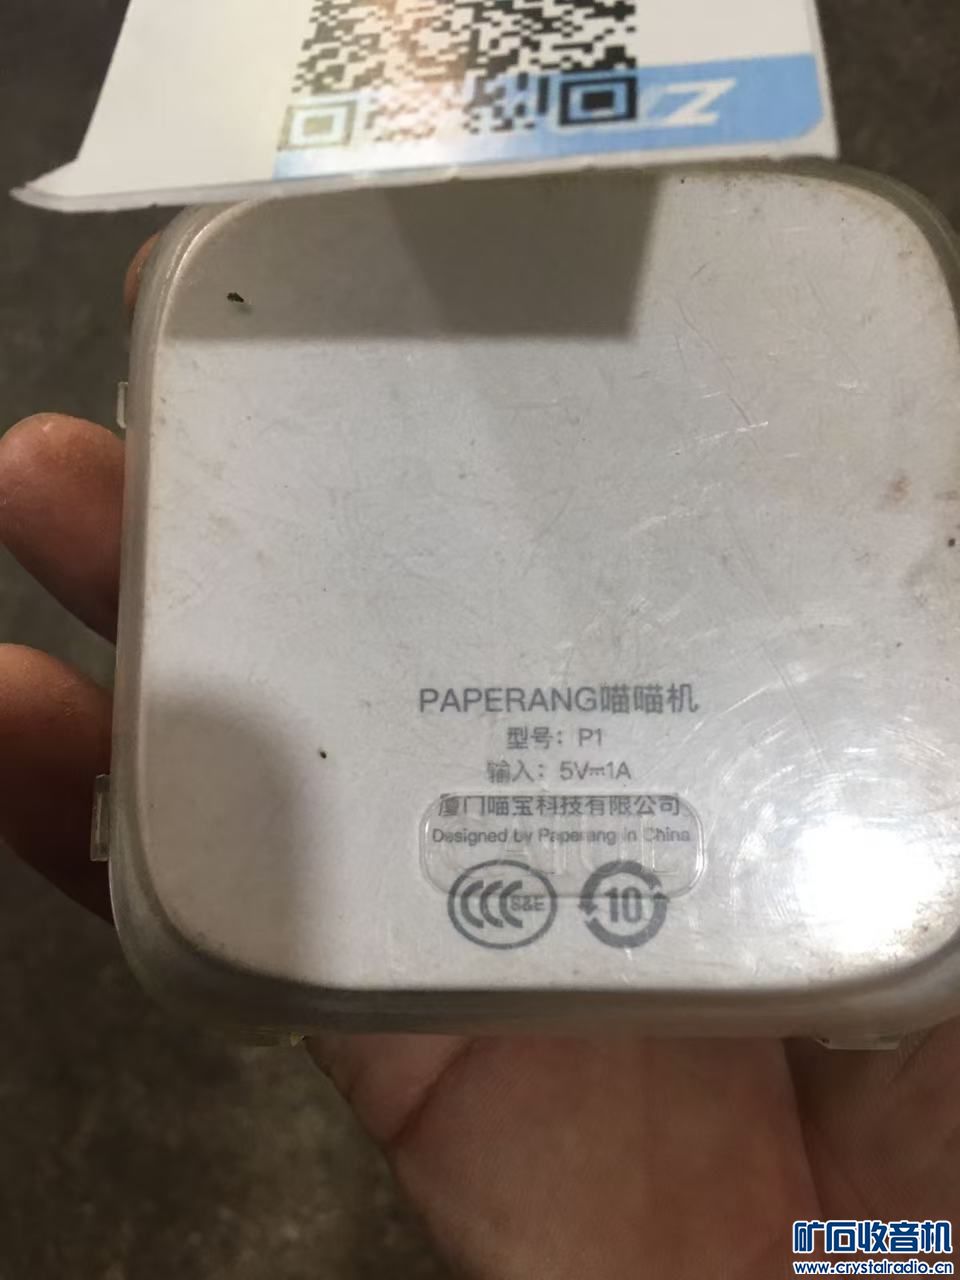 PAPERANG喵喵机
型号：P1
输入：5V⎓1A
厦门喵宝科技有限公司
Designed by Paperang in China
S&E
10
矿石收音机
www.crystalradio.cn